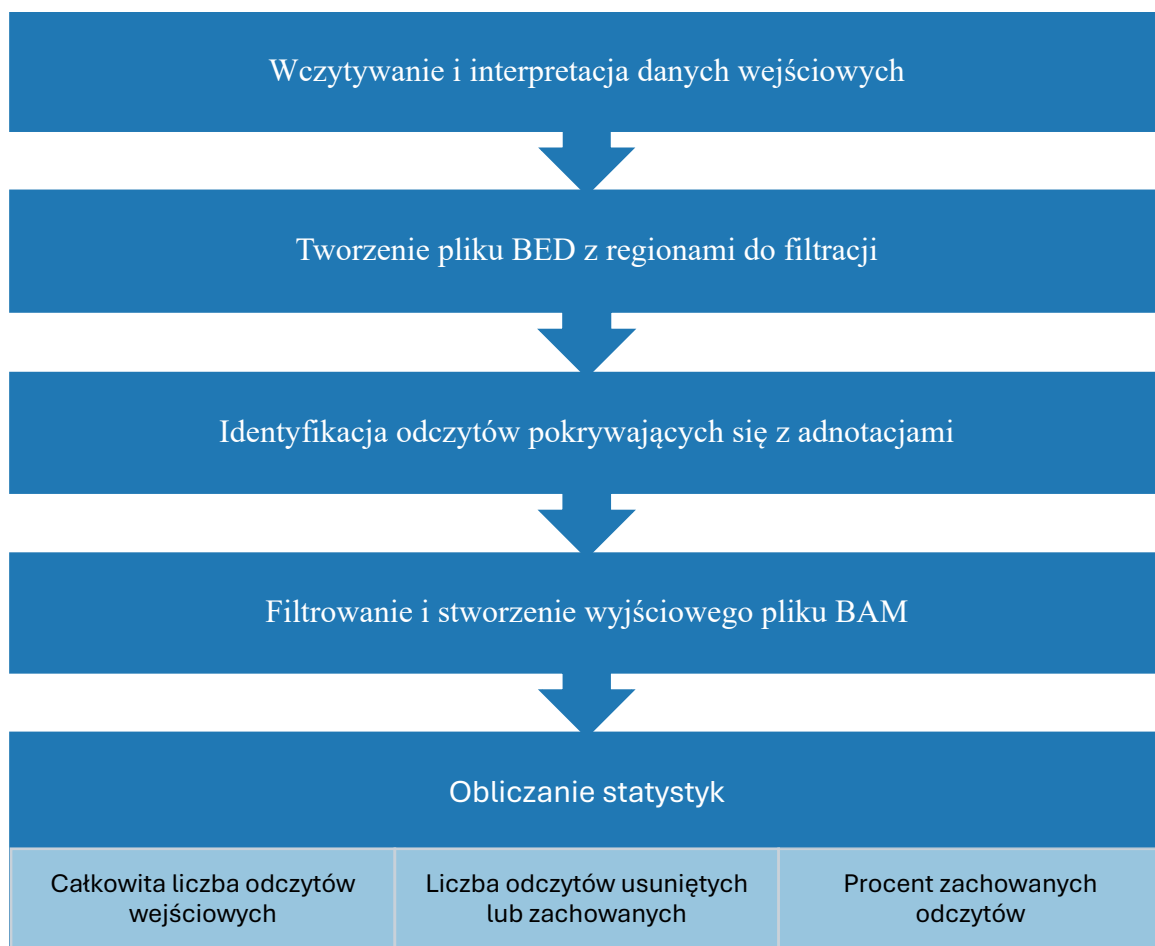 Wczytywanie i interpretacja danych wejściowych
Tworzenie pliku BED z regionami do filtracji
Identyfikacja odczytów pokrywających się z adnotacjami
Filtrowanie i stworzenie wyjściowego pliku BAM
Obliczanie statystyk
Całkowita liczba odczytów
wejściowych
Liczba odczytów usuniętych
lub zachowanych
Procent zachowanych
odczytów